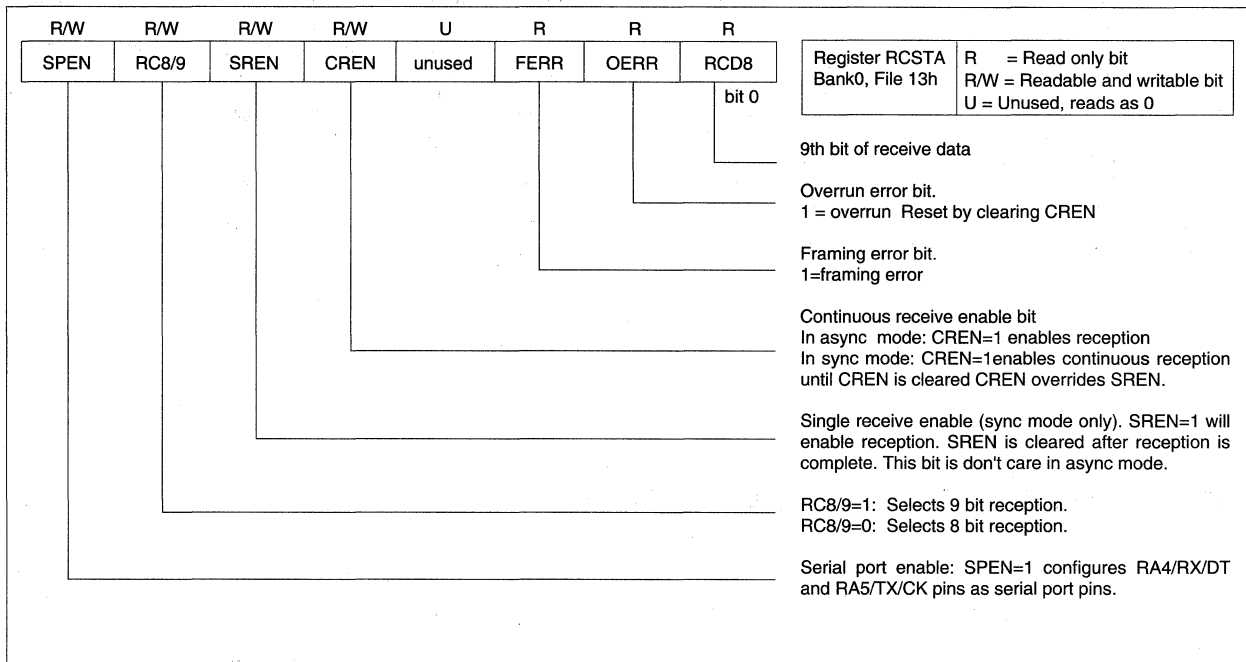 R/W R/W R/W R/W U R R R
SPEN RC8/9 SREN CREN unused FERR OERR RCD8
bit 0
Register RCSTA
Bank0, File 13h
R = Read only bit
R/W = Readable and writable bit
U = Unused, reads as 0
9th bit of receive data
Overrun error bit.
1 = overrun Reset by clearing CREN
Framing error bit.
1=framing error
Continuous receive enable bit
In async mode: CREN=1 enables reception
In sync mode: CREN=1enables continuous reception
until CREN is cleared CREN overrides SREN.
Single receive enable (sync mode only). SREN=1 will
enable reception. SREN is cleared after reception is
complete. This bit is don't care in async mode.
RC8/9=1: Selects 9 bit reception.
RC8/9=0: Selects 8 bit reception.
Serial port enable: SPEN=1 configures RA4/RX/DT
and RA5/TX/CK pins as serial port pins.